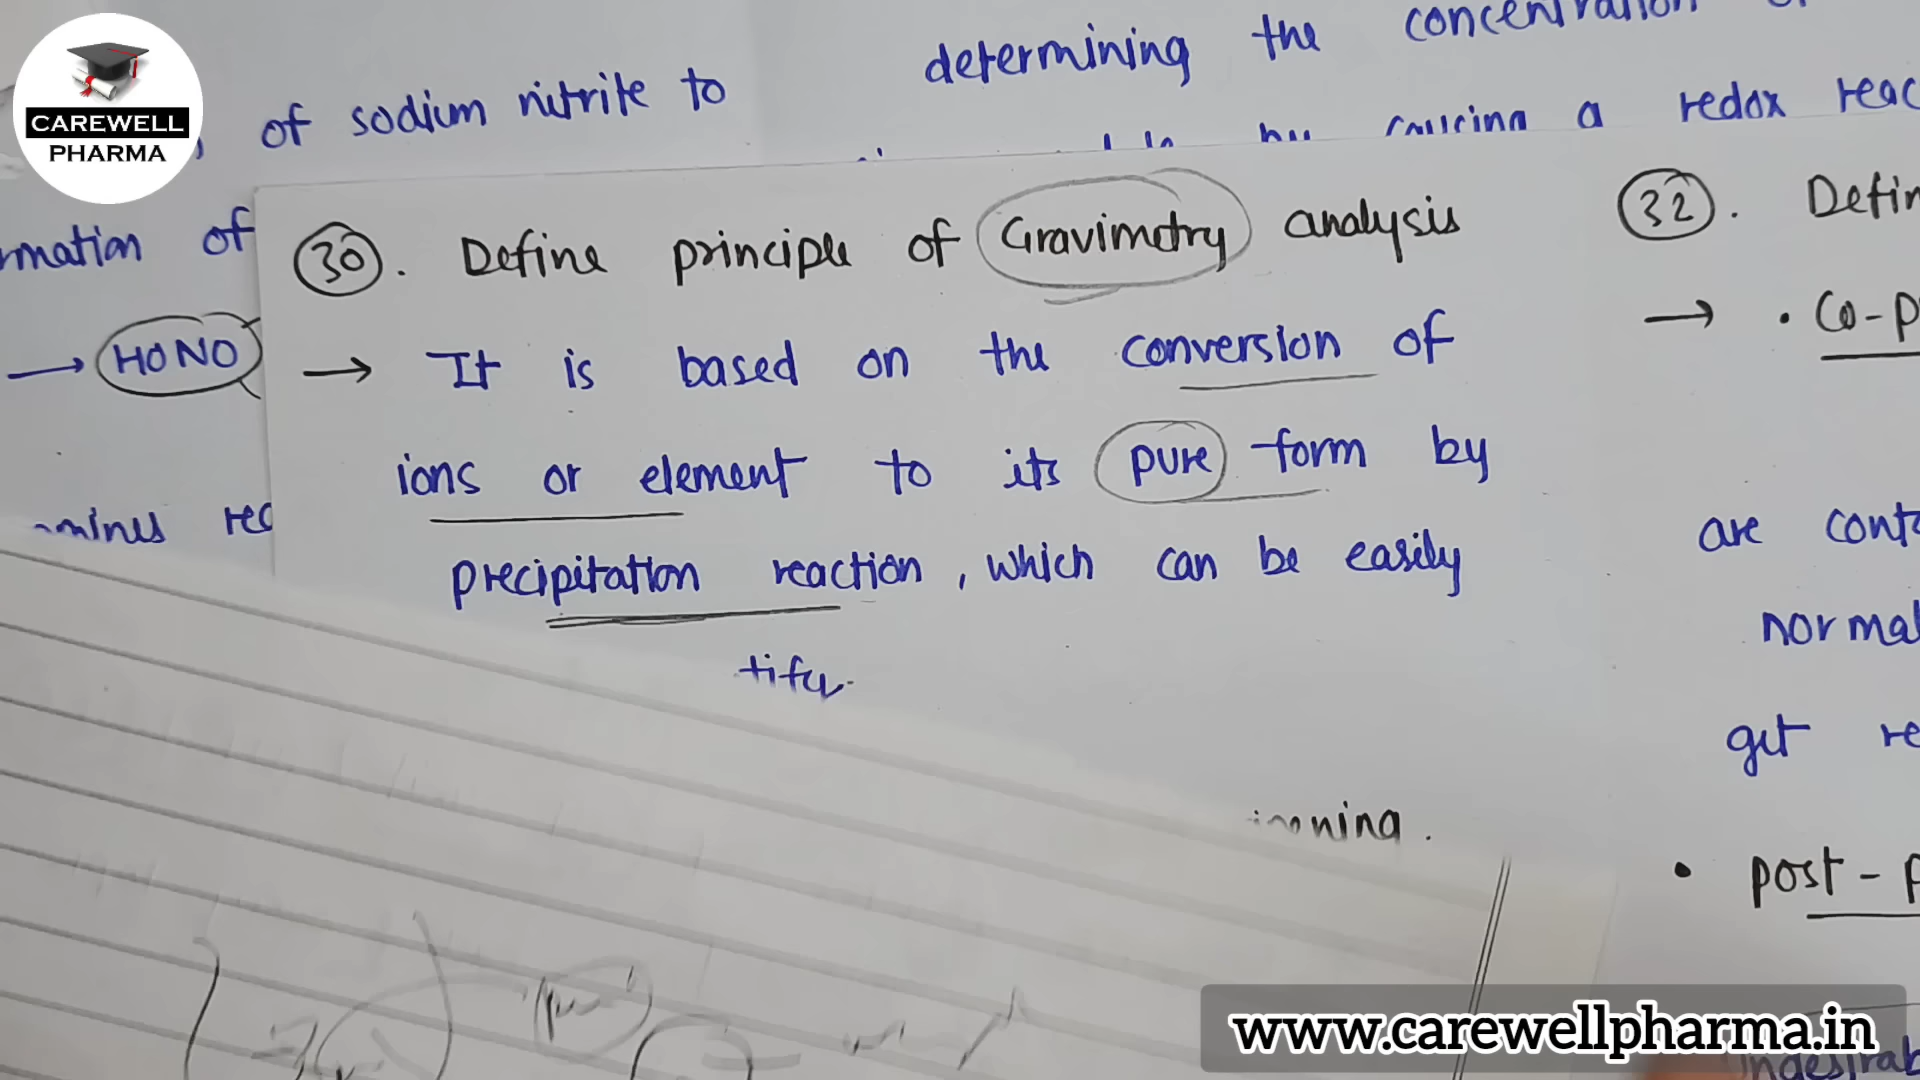 CAREWELL
PHARMA
of sodium nitrite to
determining the concentration
a redox reac
rmation of
→ HONO
30. Define principle of Gravimetry analysis
→ It is based on the conversion of
ions or element to its pure form by
precipitation reaction, which can be easily
tify.
32. Defin
→ • Co-p
are cont
normal
get re
• post - p
www.carewellpharma.in